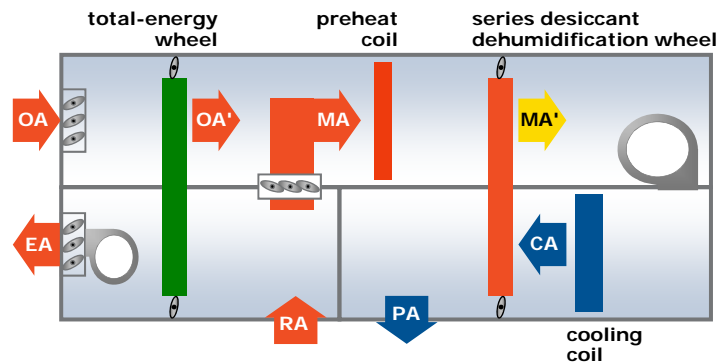 total-energy
wheel
preheat
coil
series desiccant
dehumidification wheel
OA
OA'
MA
MA'
EA
CA
RA
PA
cooling
coil